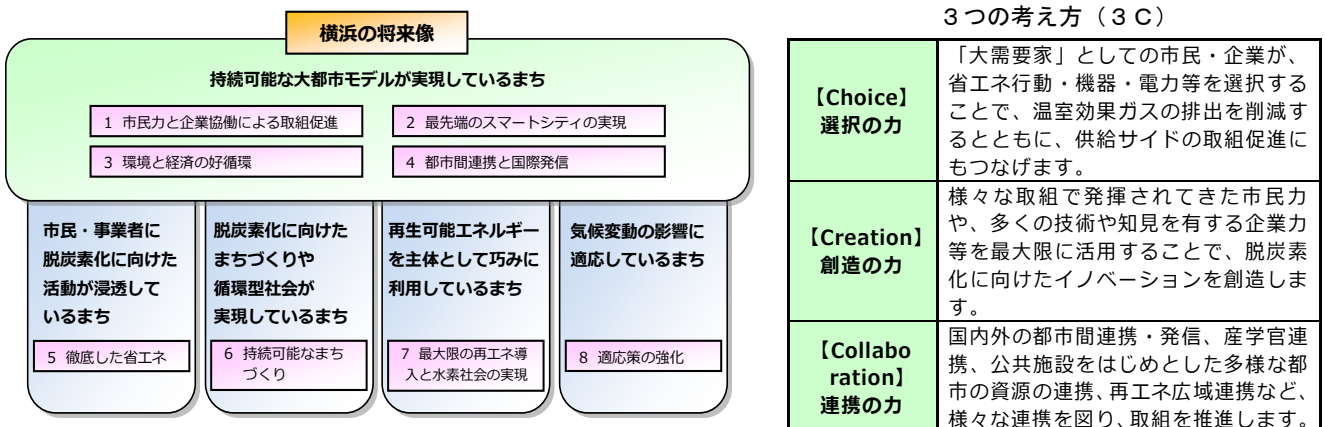 横浜の将来像
持続可能な大都市モデルが実現しているまち
1 市民力と企業協働による取組促進
2 最先端のスマートシティの実現
3 環境と経済の好循環
4 都市間連携と国際発信
市民・事業者に
脱炭素化に向けた
活動が浸透して
いるまち
5 徹底した省エネ
脱炭素化に向けた
まちづくりや
循環型社会が
実現しているまち
6 持続可能なまち
づくり
再生可能エネルギー
を主体として巧みに
利用しているまち
7 最大限の再エネ導
入と水素社会の実現
気候変動の影響に
適応しているまち
8 適応策の強化
3つの考え方(3C)
【Choice】
選択の力
「大需要家」としての市民・企業が、
省エネ行動・機器・電力等を選択する
ことで、温室効果ガスの排出を削減す
るとともに、供給サイドの取組促進に
もつなげます。
【Creation】
創造の力
様々な取組で発揮されてきた市民力
や、多くの技術や知見を有する企業力
等を最大限に活用することで、脱炭素
化に向けたイノベーションを創造しま
す。
【Collabo
ration】
連携の力
国内外の都市間連携・発信、産学官連
携、公共施設をはじめとした多様な都
市の資源の連携、再エネ広域連携など、
様々な連携を図り、取組を推進します。